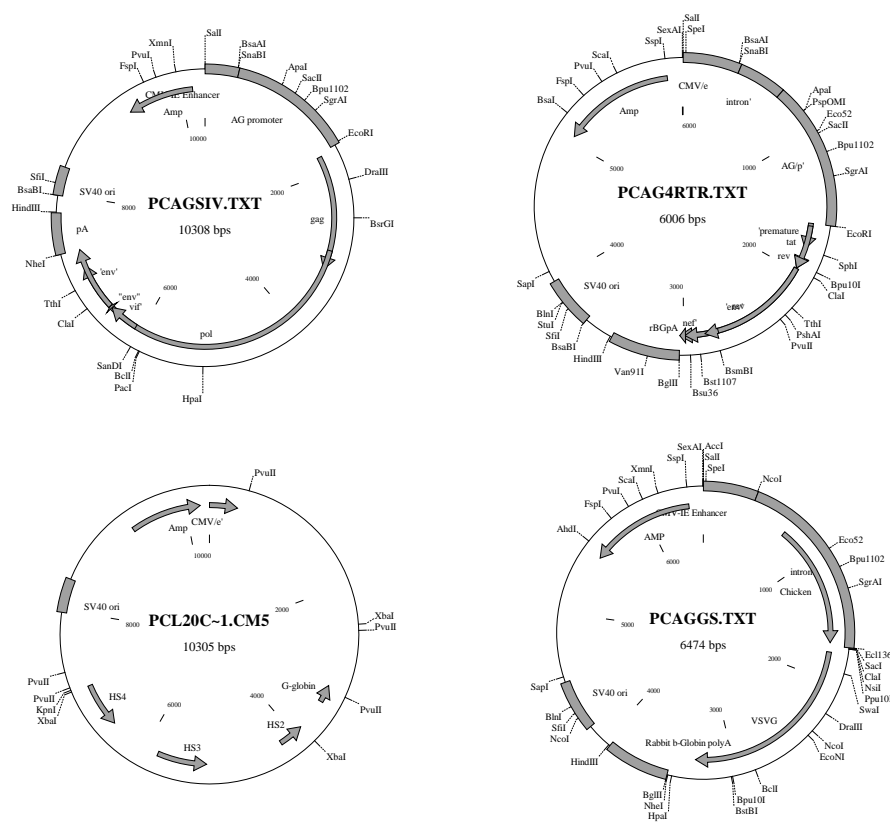 SalI
BsaAI
SnaBI
XmnI
PvuI
FspI
ApaI
SacII
Bpu1102
SgrAI
EcoRI
DraIII
BsrGI
HpaI
PacI
BclI
SanDI
ClaI
TthI
NheI
HindIII
BsaBI
SfiI
Enhancer
Amp
AG promoter
10000
2000
4000
6000
8000
SV40 ori
pA
gag
pol
'env'
"env"
vif'
PCAGSIV.TXT
10308 bps
SalI
SexAI
SpeI
SspI
ScaI
PvuI
FspI
BsaI
BsaAI
SnaBI
ApaI
PspOMI
Eco52
SacII
Bpu1102
SgrAI
EcoRI
SphI
Bpu10I
ClaI
TthI
PshAI
PvuII
BsmBI
Bst1107
Bsu36
BglII
Van91I
HindIII
BsaBI
SfiI
StuI
BlnI
SapI
CMV/e
intron'
Amp
AG/p'
6000
5000
4000
3000
2000
1000
'premature
tat
rev
nef'
rBGpA
SV40 ori
PCAG4RTR.TXT
6006 bps
PvuII
XbaI
PvuII
PvuII
XbaI
PvuII
PvuII
KpnI
XbaI
Amp
CMV/e'
10000
2000
4000
6000
8000
SV40 ori
G-globin
HS2
HS3
HS4
PCL20C~1.CM5
10305 bps
SexAI
AccI
SalI
SpeI
SspI
XmnI
ScaI
PvuI
FspI
AhdI
NcoI
Eco52
Bpu1102
SgrAI
Ecl136
SacI
ClaI
NsiI
Ppu10I
SwaI
DraIII
NcoI
EcoNI
BclI
Bpu10I
BstBI
HpaI
NheI
BglII
HindIII
NcoI
SfiI
BlnI
SapI
Enhancer
AMP
intron
Chicken
6000
5000
4000
3000
2000
1000
SV40 ori
VSVG
Rabbit b-Globin polyA
PCAGGS.TXT
6474 bps